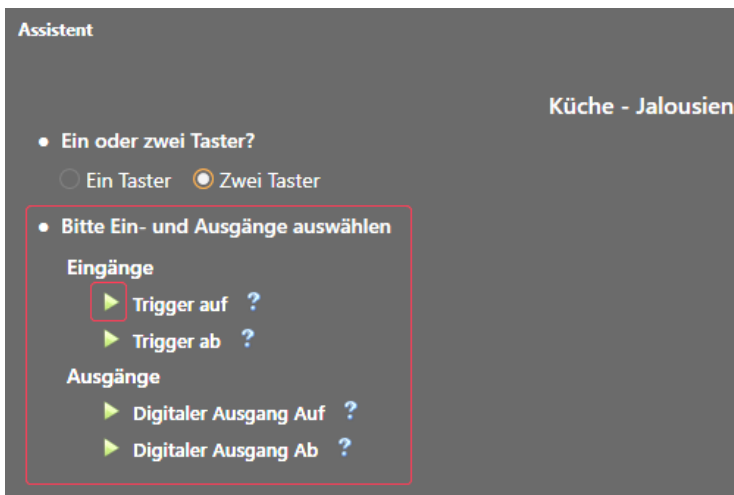 Assistent
Küche - Jalousien
● Ein oder zwei Taster?
Ein Taster Zwei Taster
● Bitte Ein- und Ausgänge auswählen
Eingänge
Trigger auf ?
Trigger ab ?
Ausgänge
Digitaler Ausgang Auf ?
Digitaler Ausgang Ab ?